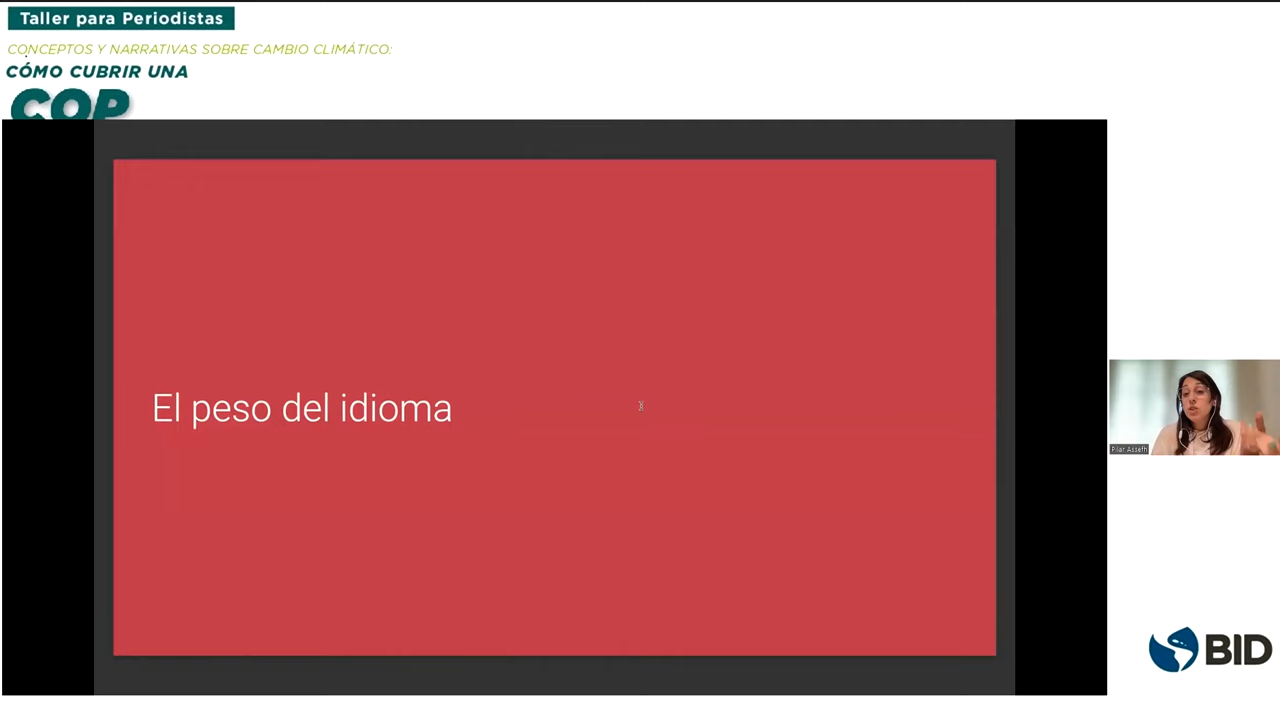 Taller para Periodistas
CONCEPTOS Y NARRATIVAS SOBRE CAMBIO CLIMÁTICO:
CÓMO CUBRIR UNA
COP
El peso del idioma
Pilar Assefh
BID